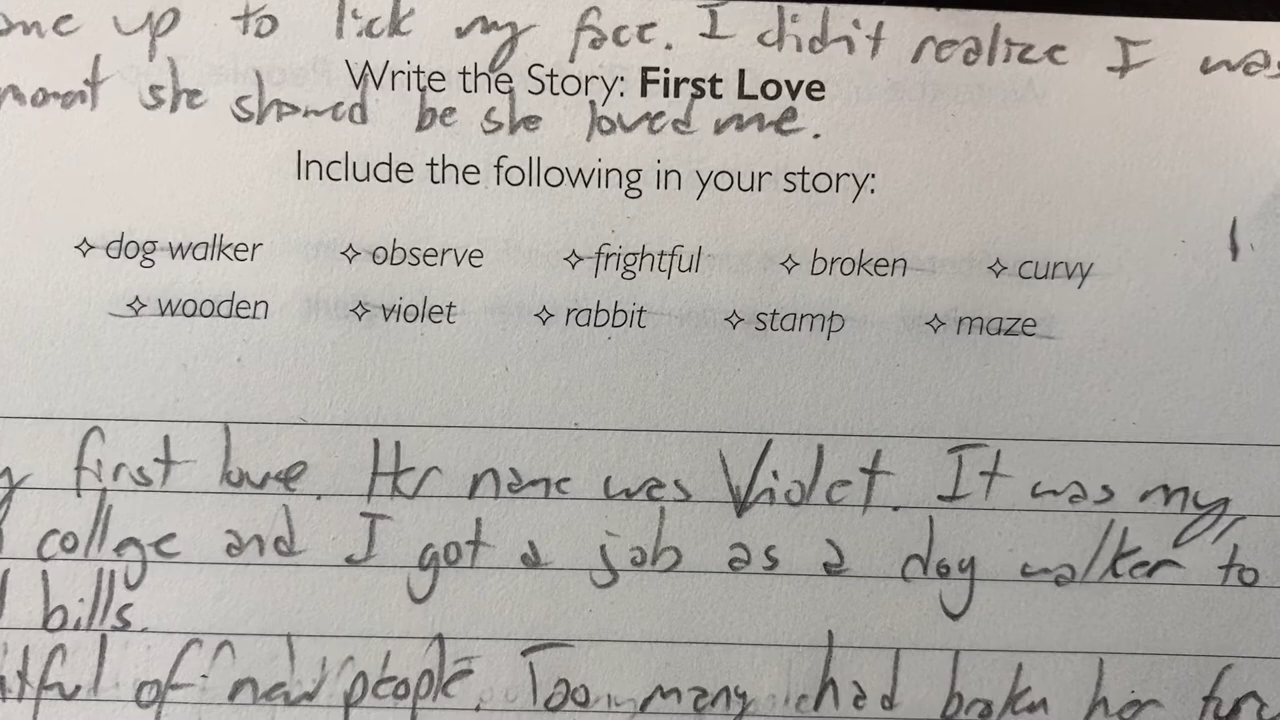 me up to lick my face. I didn't realize I was
Write the Story: First Love
moment she showed be she loved me.
Include the following in your story:
✧ dog walker ✧ observe ✧ frightful ✧ broken ✧ curvy
✧ wooden ✧ violet ✧ rabbit ✧ stamp ✧ maze
first love. Her name was Violet. It was my
college and I got a job as a dog walker to
bills.
of new people. Too many had broken her